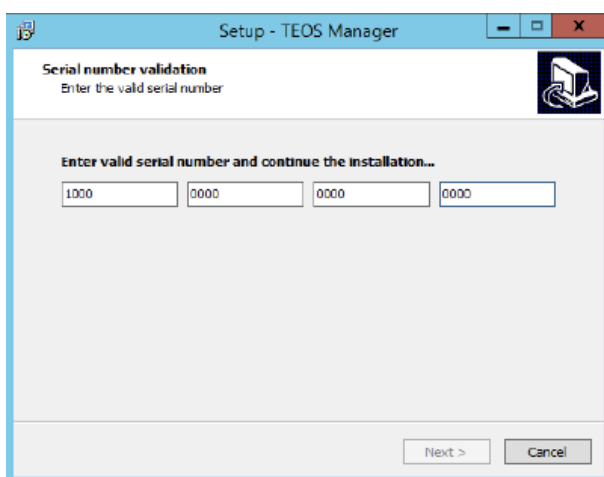 Setup - TEOS Manager
Serial number validation
Enter the valid serial number
Enter valid serial number and continue the installation...
1000 0000 0000 0000
Next > Cancel